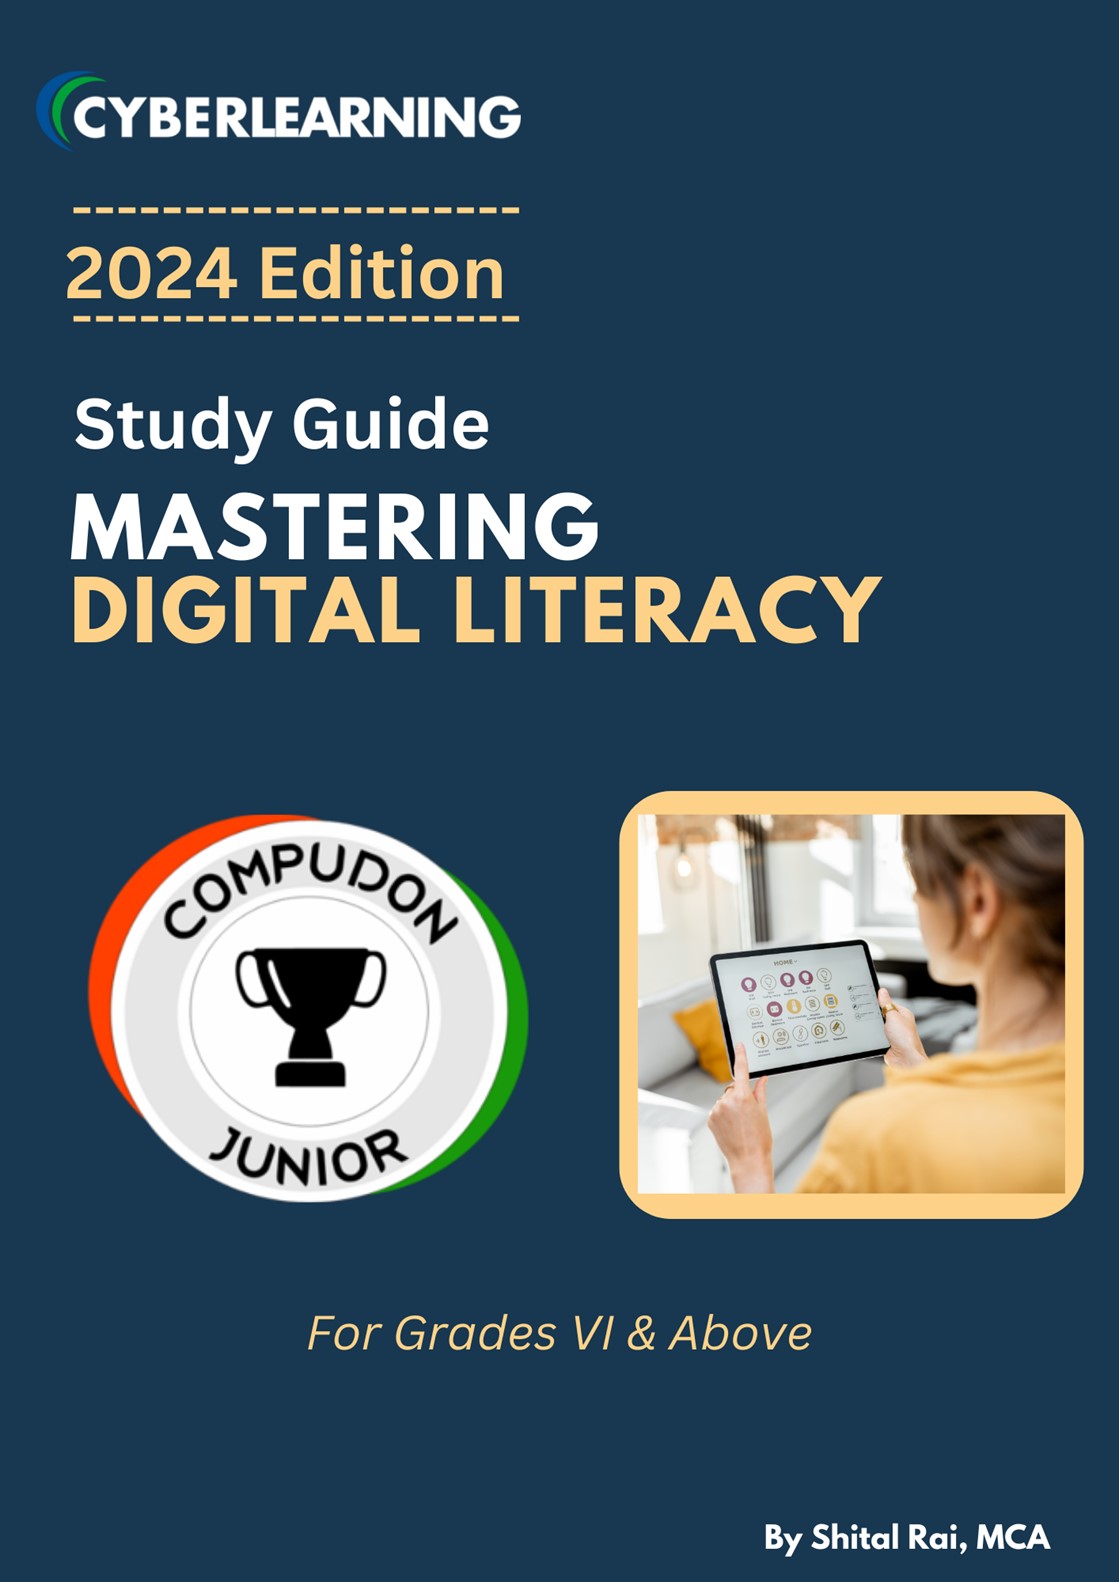 CYBERLEARNING
--------------------
2024 Edition
--------------------
Study Guide
MASTERING
DIGITAL LITERACY
COMPUDON
JUNIOR
HOME
For Grades VI & Above
By Shital Rai, MCA